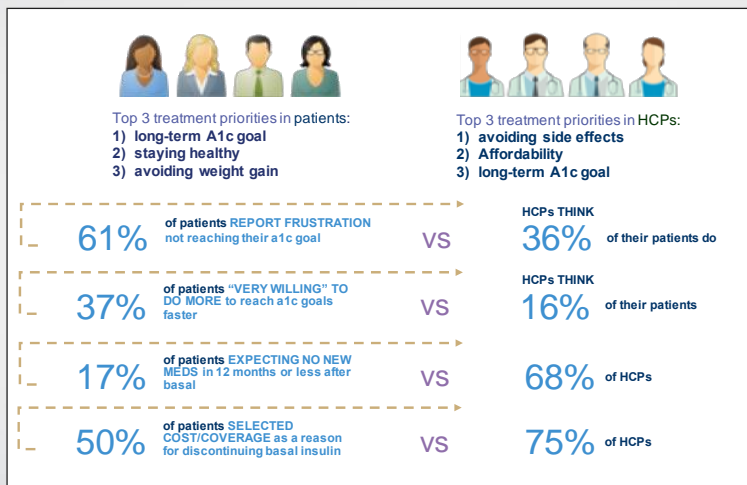 Top 3 treatment priorities in patients:
1) long-term A1c goal
2) staying healthy
3) avoiding weight gain
Top 3 treatment priorities in HCPs:
1) avoiding side effects
2) Affordability
3) long-term A1c goal
61%
of patients REPORT FRUSTRATION
not reaching their a1c goal
vs
HCPs THINK
36%
of their patients do
37%
of patients “VERY WILLING” TO
DO MORE to reach a1c goals
faster
vs
HCPs THINK
16%
of their patients
17%
of patients EXPECTING NO NEW
MEDS in 12 months or less after
basal
vs
68%
of HCPs
50%
of patients SELECTED
COST/COVERAGE as a reason
for discontinuing basal insulin
vs
75%
of HCPs